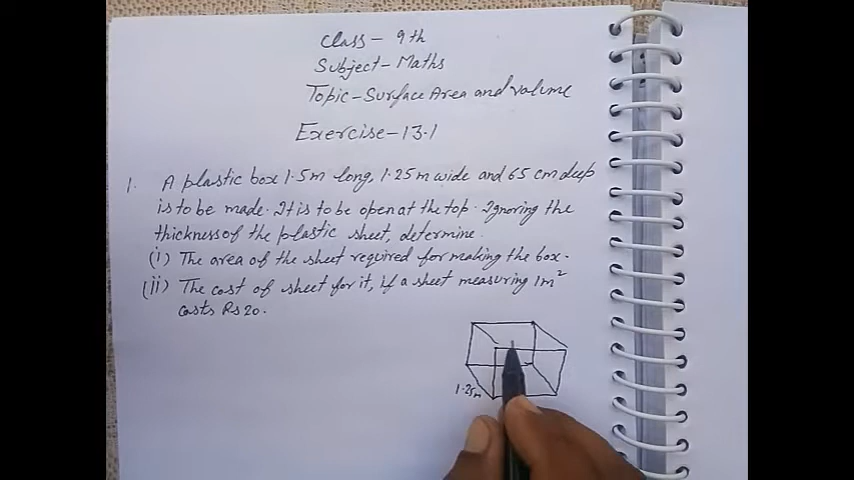 Class - 9th
Subject - Maths
Topic - Surface Area and volume
Exercise - 13.1
1. A plastic box 1.5m long, 1.25 m wide and 65 cm deep
is to be made. It is to be open at the top. Ignoring the
thickness of the plastic sheet, determine.
(i) The area of the sheet required for making the box.
(ii) The cost of sheet for it, if a sheet measuring 1m²
costs Rs 20.
1.25m